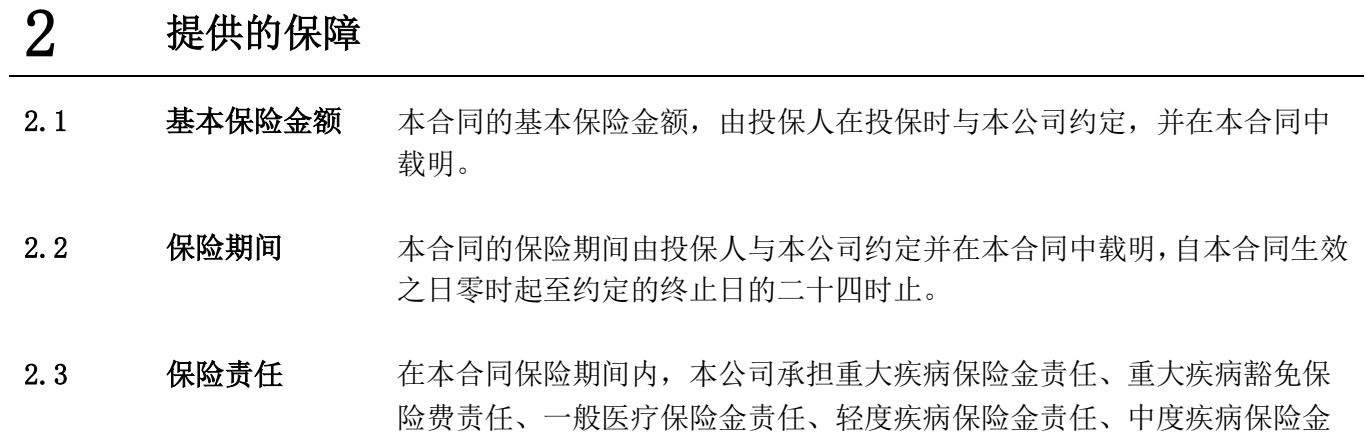 2 提供的保障
2.1 基本保险金额 本合同的基本保险金额，由投保人在投保时与本公司约定，并在本合同中
载明。
2.2 保险期间 本合同的保险期间由投保人与本公司约定并在本合同中载明，自本合同生效
之日零时起至约定的终止日的二十四时止。
2.3 保险责任 在本合同保险期间内，本公司承担重大疾病保险金责任、重大疾病豁免保
险费责任、一般医疗保险金责任、轻度疾病保险金责任、中度疾病保险金